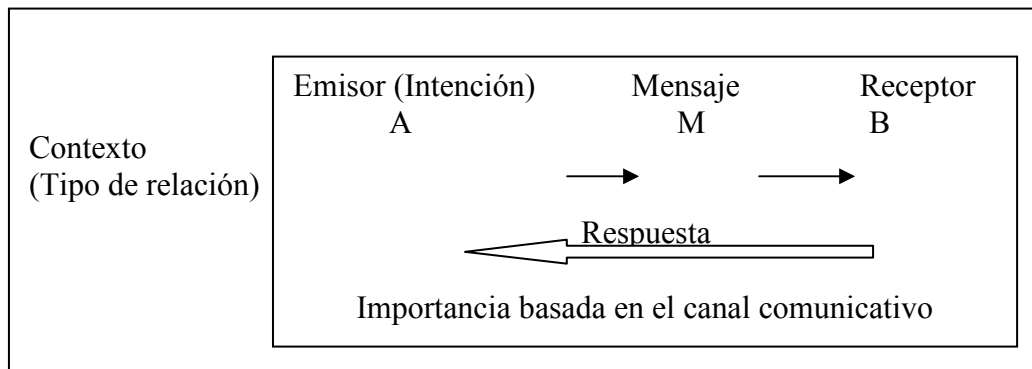 Emisor (Intención) Mensaje Receptor
A M B
Contexto
(Tipo de relación)
Respuesta
Importancia basada en el canal comunicativo